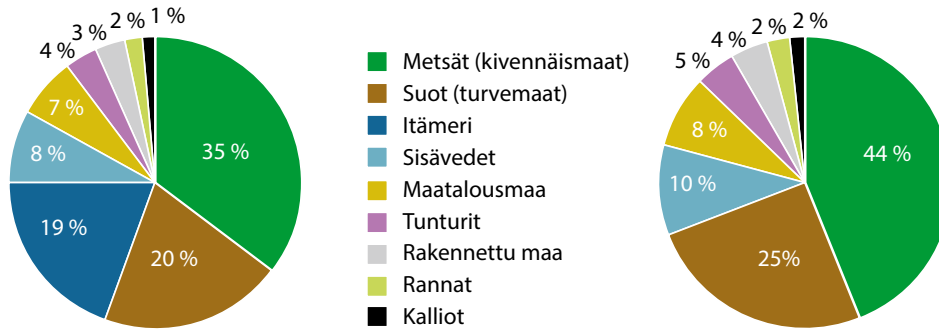 1 %
2 %
3 %
4 %
7 %
8 %
19 %
20 %
35 %
Metsät (kivennäismaat)
Suot (turvemaat)
Itämeri
Sisävedet
Maatalousmaa
Tunturit
Rakennettu maa
Rannat
Kalliot
2 %
2 %
4 %
5 %
8 %
10 %
25%
44 %